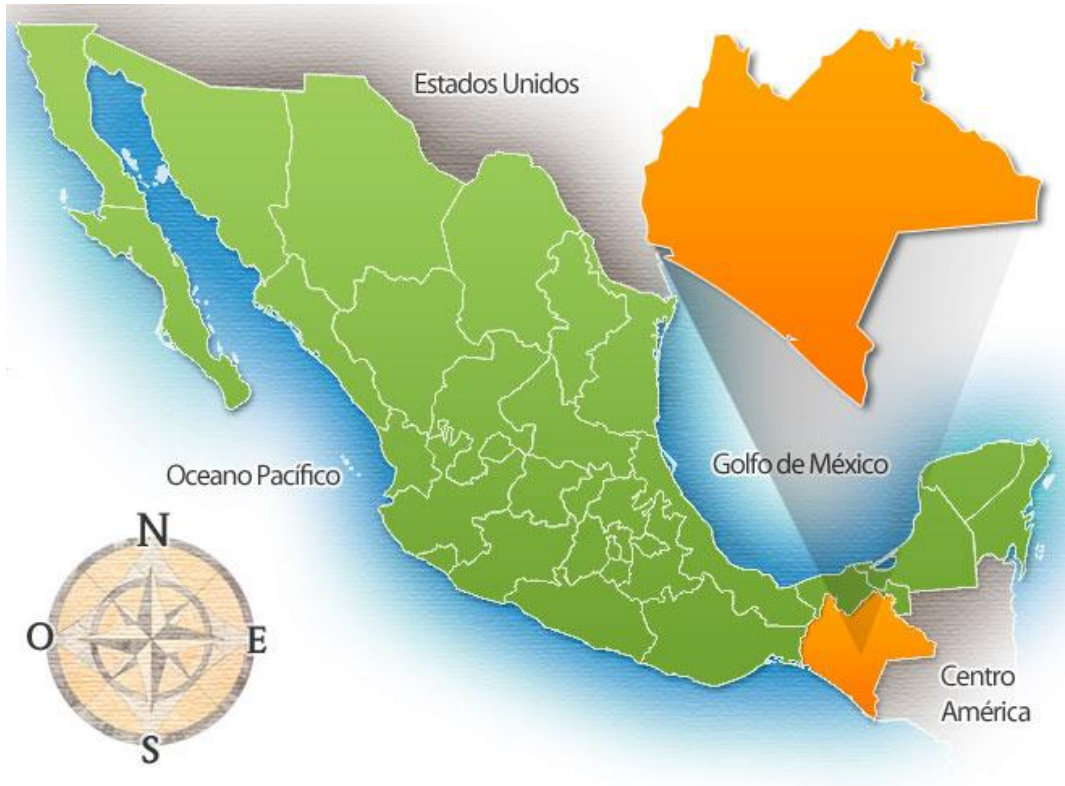 Estados Unidos
Oceano Pacífico
Golfo de México
N
O
E
S
Centro
América